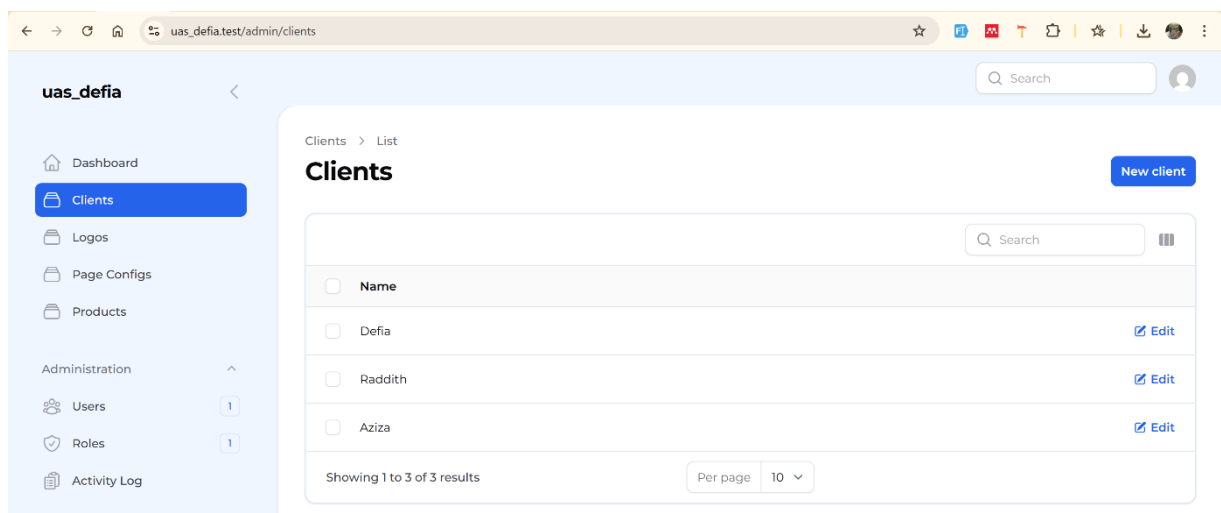 uas_defia.test/admin/clients
uas_defia
Search
Dashboard
Clients
Logos
Page Configs
Products
Administration
Users 1
Roles 1
Activity Log
Clients > List
Clients
New client
Search
Name
Defia Edit
Raddith Edit
Aziza Edit
Showing 1 to 3 of 3 results
Per page 10